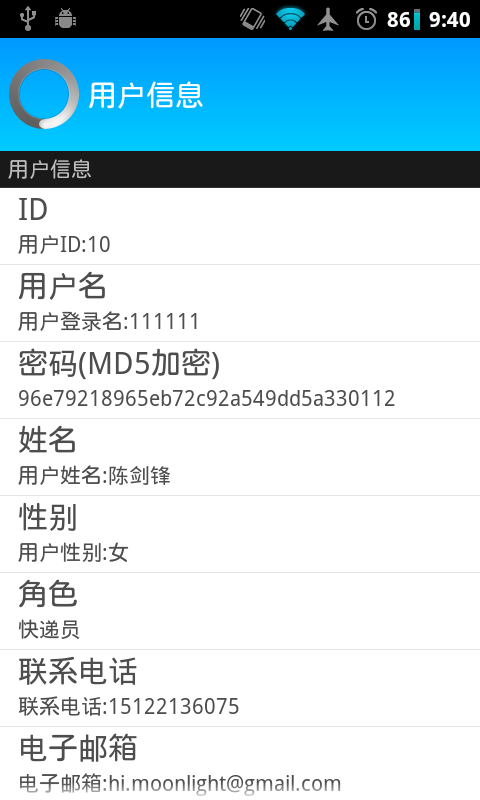 86 9:40
用户信息
用户信息
ID
用户ID:10
用户名
用户登录名:111111
密码(MD5加密)
96e79218965eb72c92a549dd5a330112
姓名
用户姓名:陈剑锋
性别
用户性别:女
角色
快递员
联系电话
联系电话:15122136075
电子邮箱
电子邮箱:hi.moonlight@gmail.com